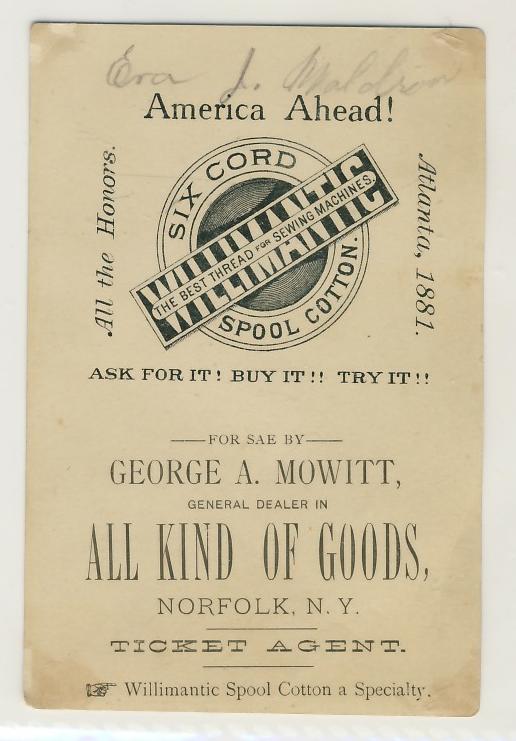 Eva J.
America Ahead!
All the Honors.
Atlanta, 1881.
SIX CORD
WILLIMANTIC
THE BEST THREAD FOR SEWING MACHINES.
WILLIMANTIC
SPOOL COTTON.
ASK FOR IT! BUY IT!! TRY IT!!
FOR SAE BY
GEORGE A. MOWITT,
GENERAL DEALER IN
ALL KIND OF GOODS,
NORFOLK, N. Y.
TICKET AGENT.
☞ Willimantic Spool Cotton a Specialty.